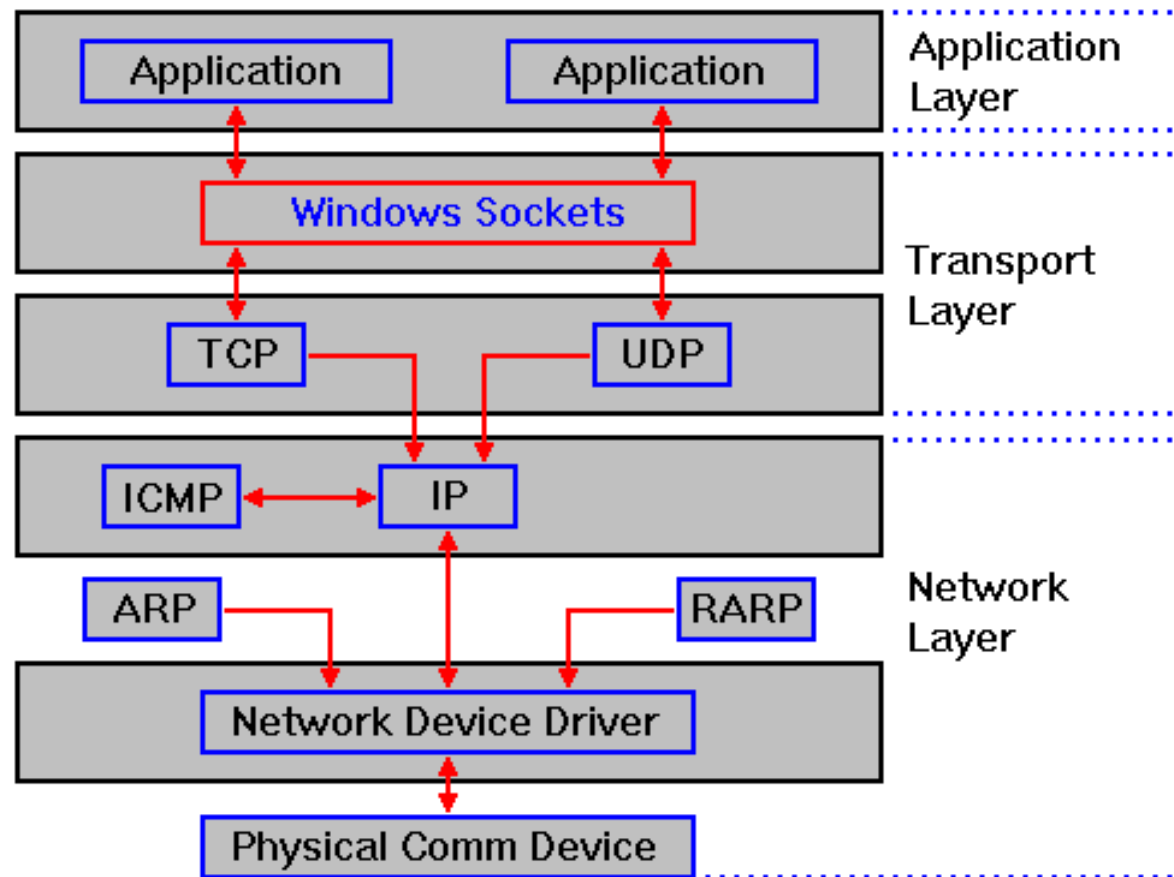 Application
Application
Application
Layer
Windows Sockets
Transport
Layer
TCP
UDP
ICMP
IP
ARP
RARP
Network
Layer
Network Device Driver
Physical Comm Device